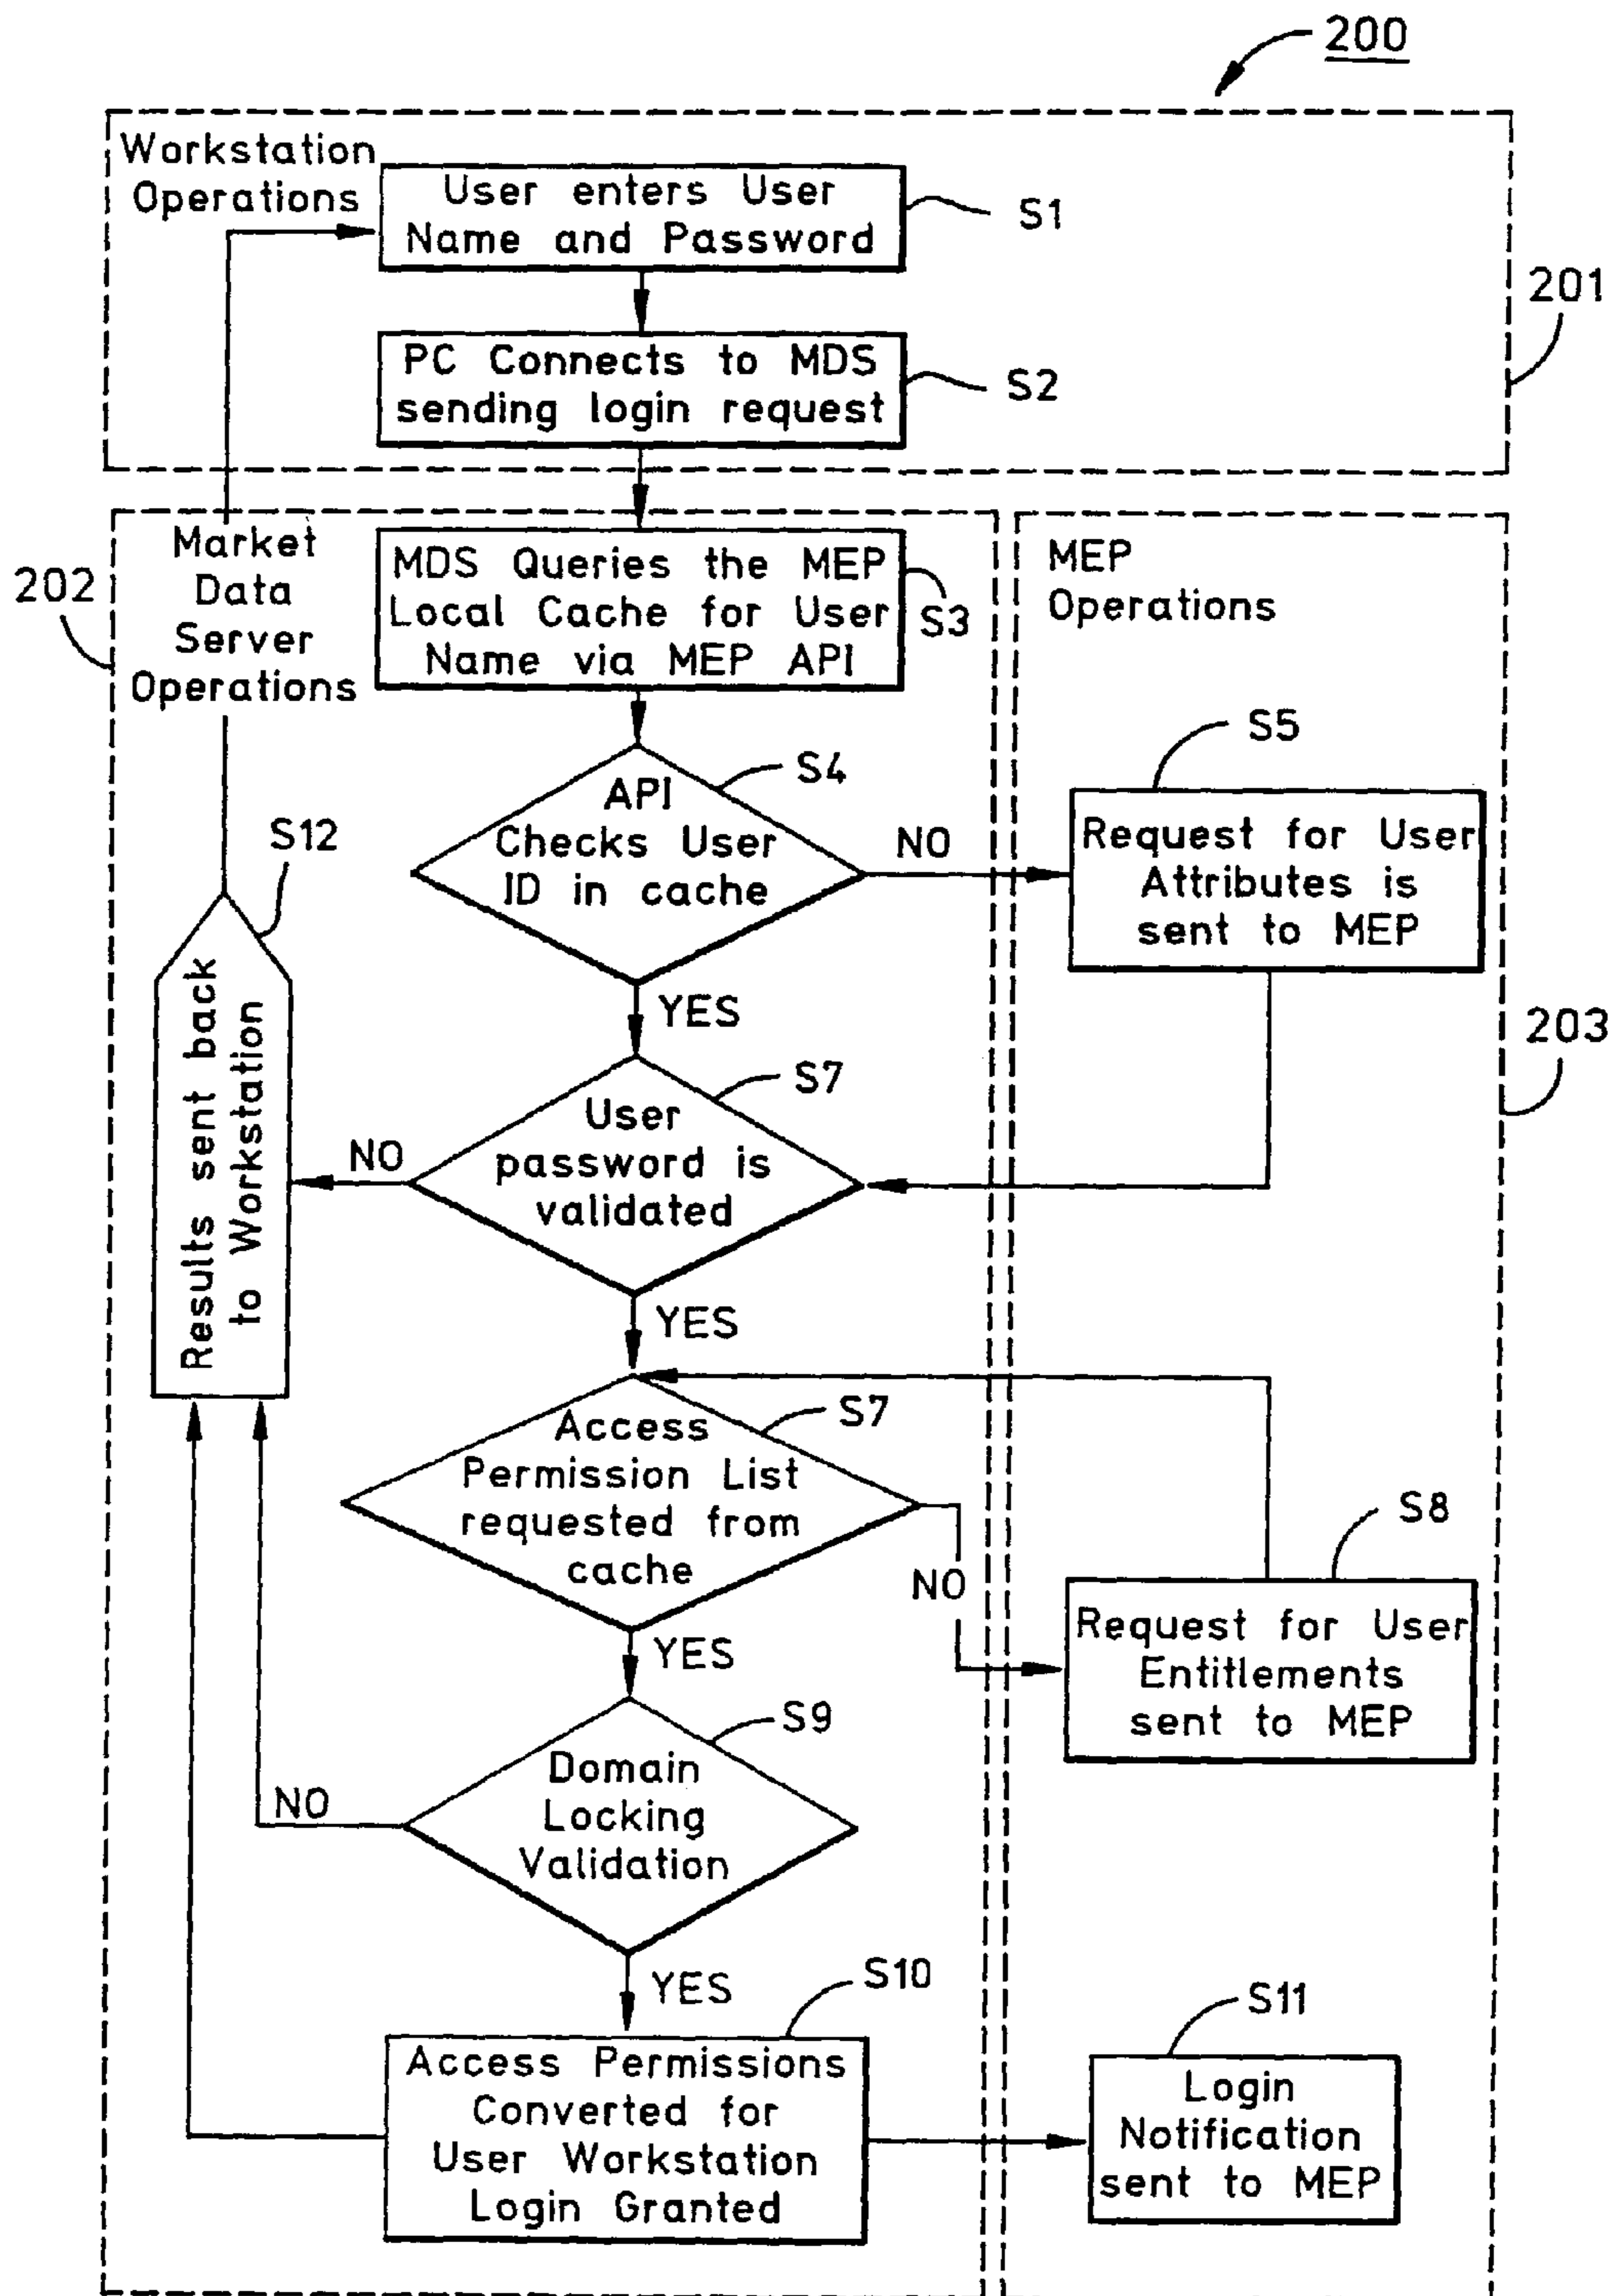 200
Workstation
Operations
User enters User
Name and Password
S1
201
PC Connects to MDS
sending login request
S2
202
Market
Data
Server
Operations
MDS Queries the MEP
Local Cache for User
Name via MEP API
S3
MEP
Operations
API
Checks User
ID in cache
S4
NO
S5
Request for User
Attributes is
sent to MEP
S12
Results sent back
to Workstation
YES
203
User
password is
validated
S7
NO
YES
Access
Permission List
requested from
cache
S7
NO
S8
Request for User
Entitlements
sent to MEP
YES
Domain
Locking
Validation
S9
NO
YES
S10
Access Permissions
Converted for
User Workstation
Login Granted
S11
Login
Notification
sent to MEP